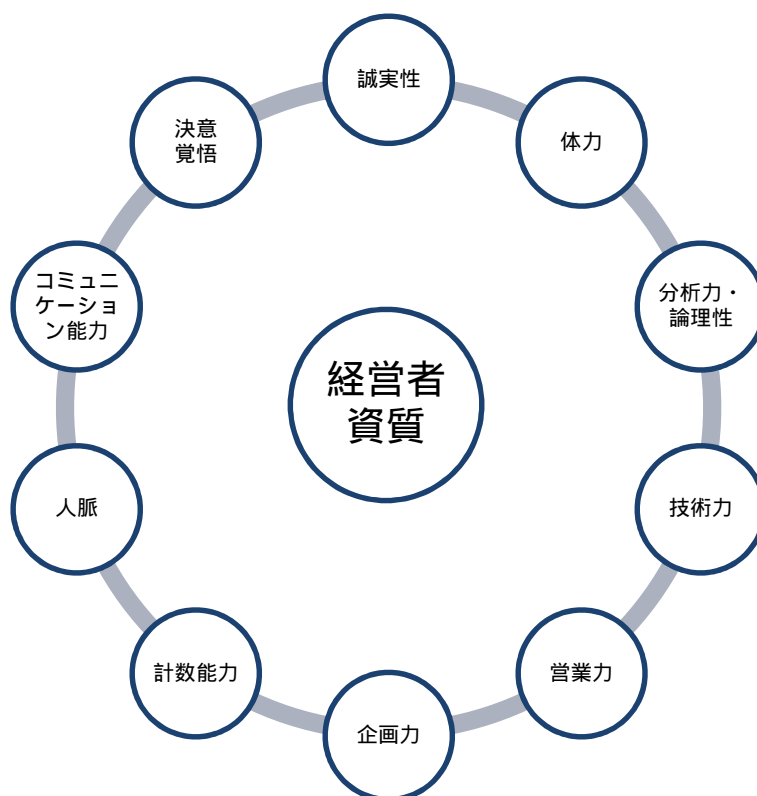 誠実性
体力
分析力・
論理性
技術力
営業力
企画力
計数能力
人脈
コミュニ
ケーショ
ン能力
決意
覚悟
経営者
資質